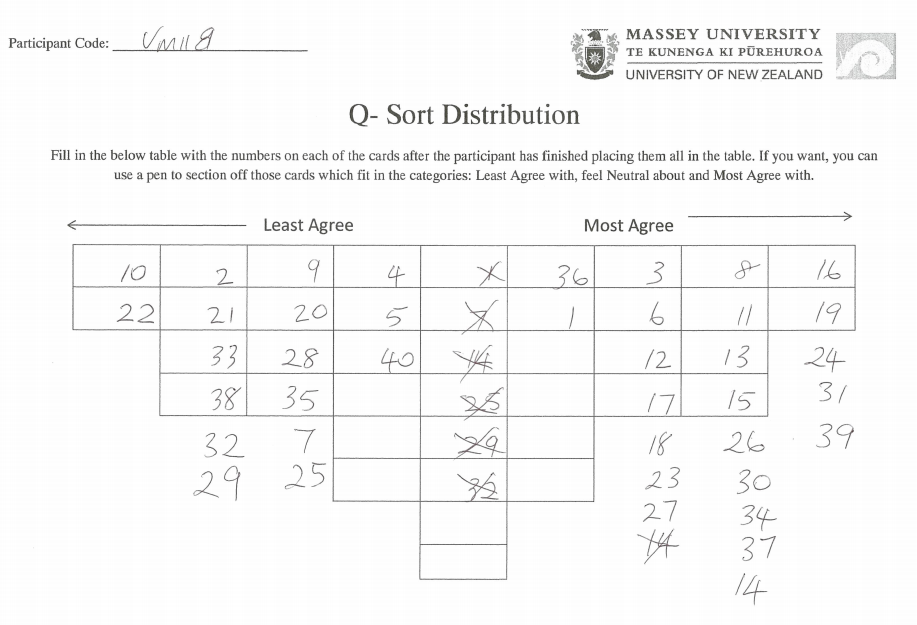 Participant Code: VM118
MASSEY UNIVERSITY
TE KUNENGA KI PŪREHUROA
UNIVERSITY OF NEW ZEALAND
Q- Sort Distribution
Fill in the below table with the numbers on each of the cards after the participant has finished placing them all in the table. If you want, you can
use a pen to section off those cards which fit in the categories: Least Agree with, feel Neutral about and Most Agree with.
Least Agree Most Agree
10 2 9 4 36 3 8 16
22 21 20 5 7 1 6 11 19
33 28 40 14 12 13 24
38 35 25 17 15 31
32 7 29 18 26 39
29 25 32 23 30
27 34
14 37
14